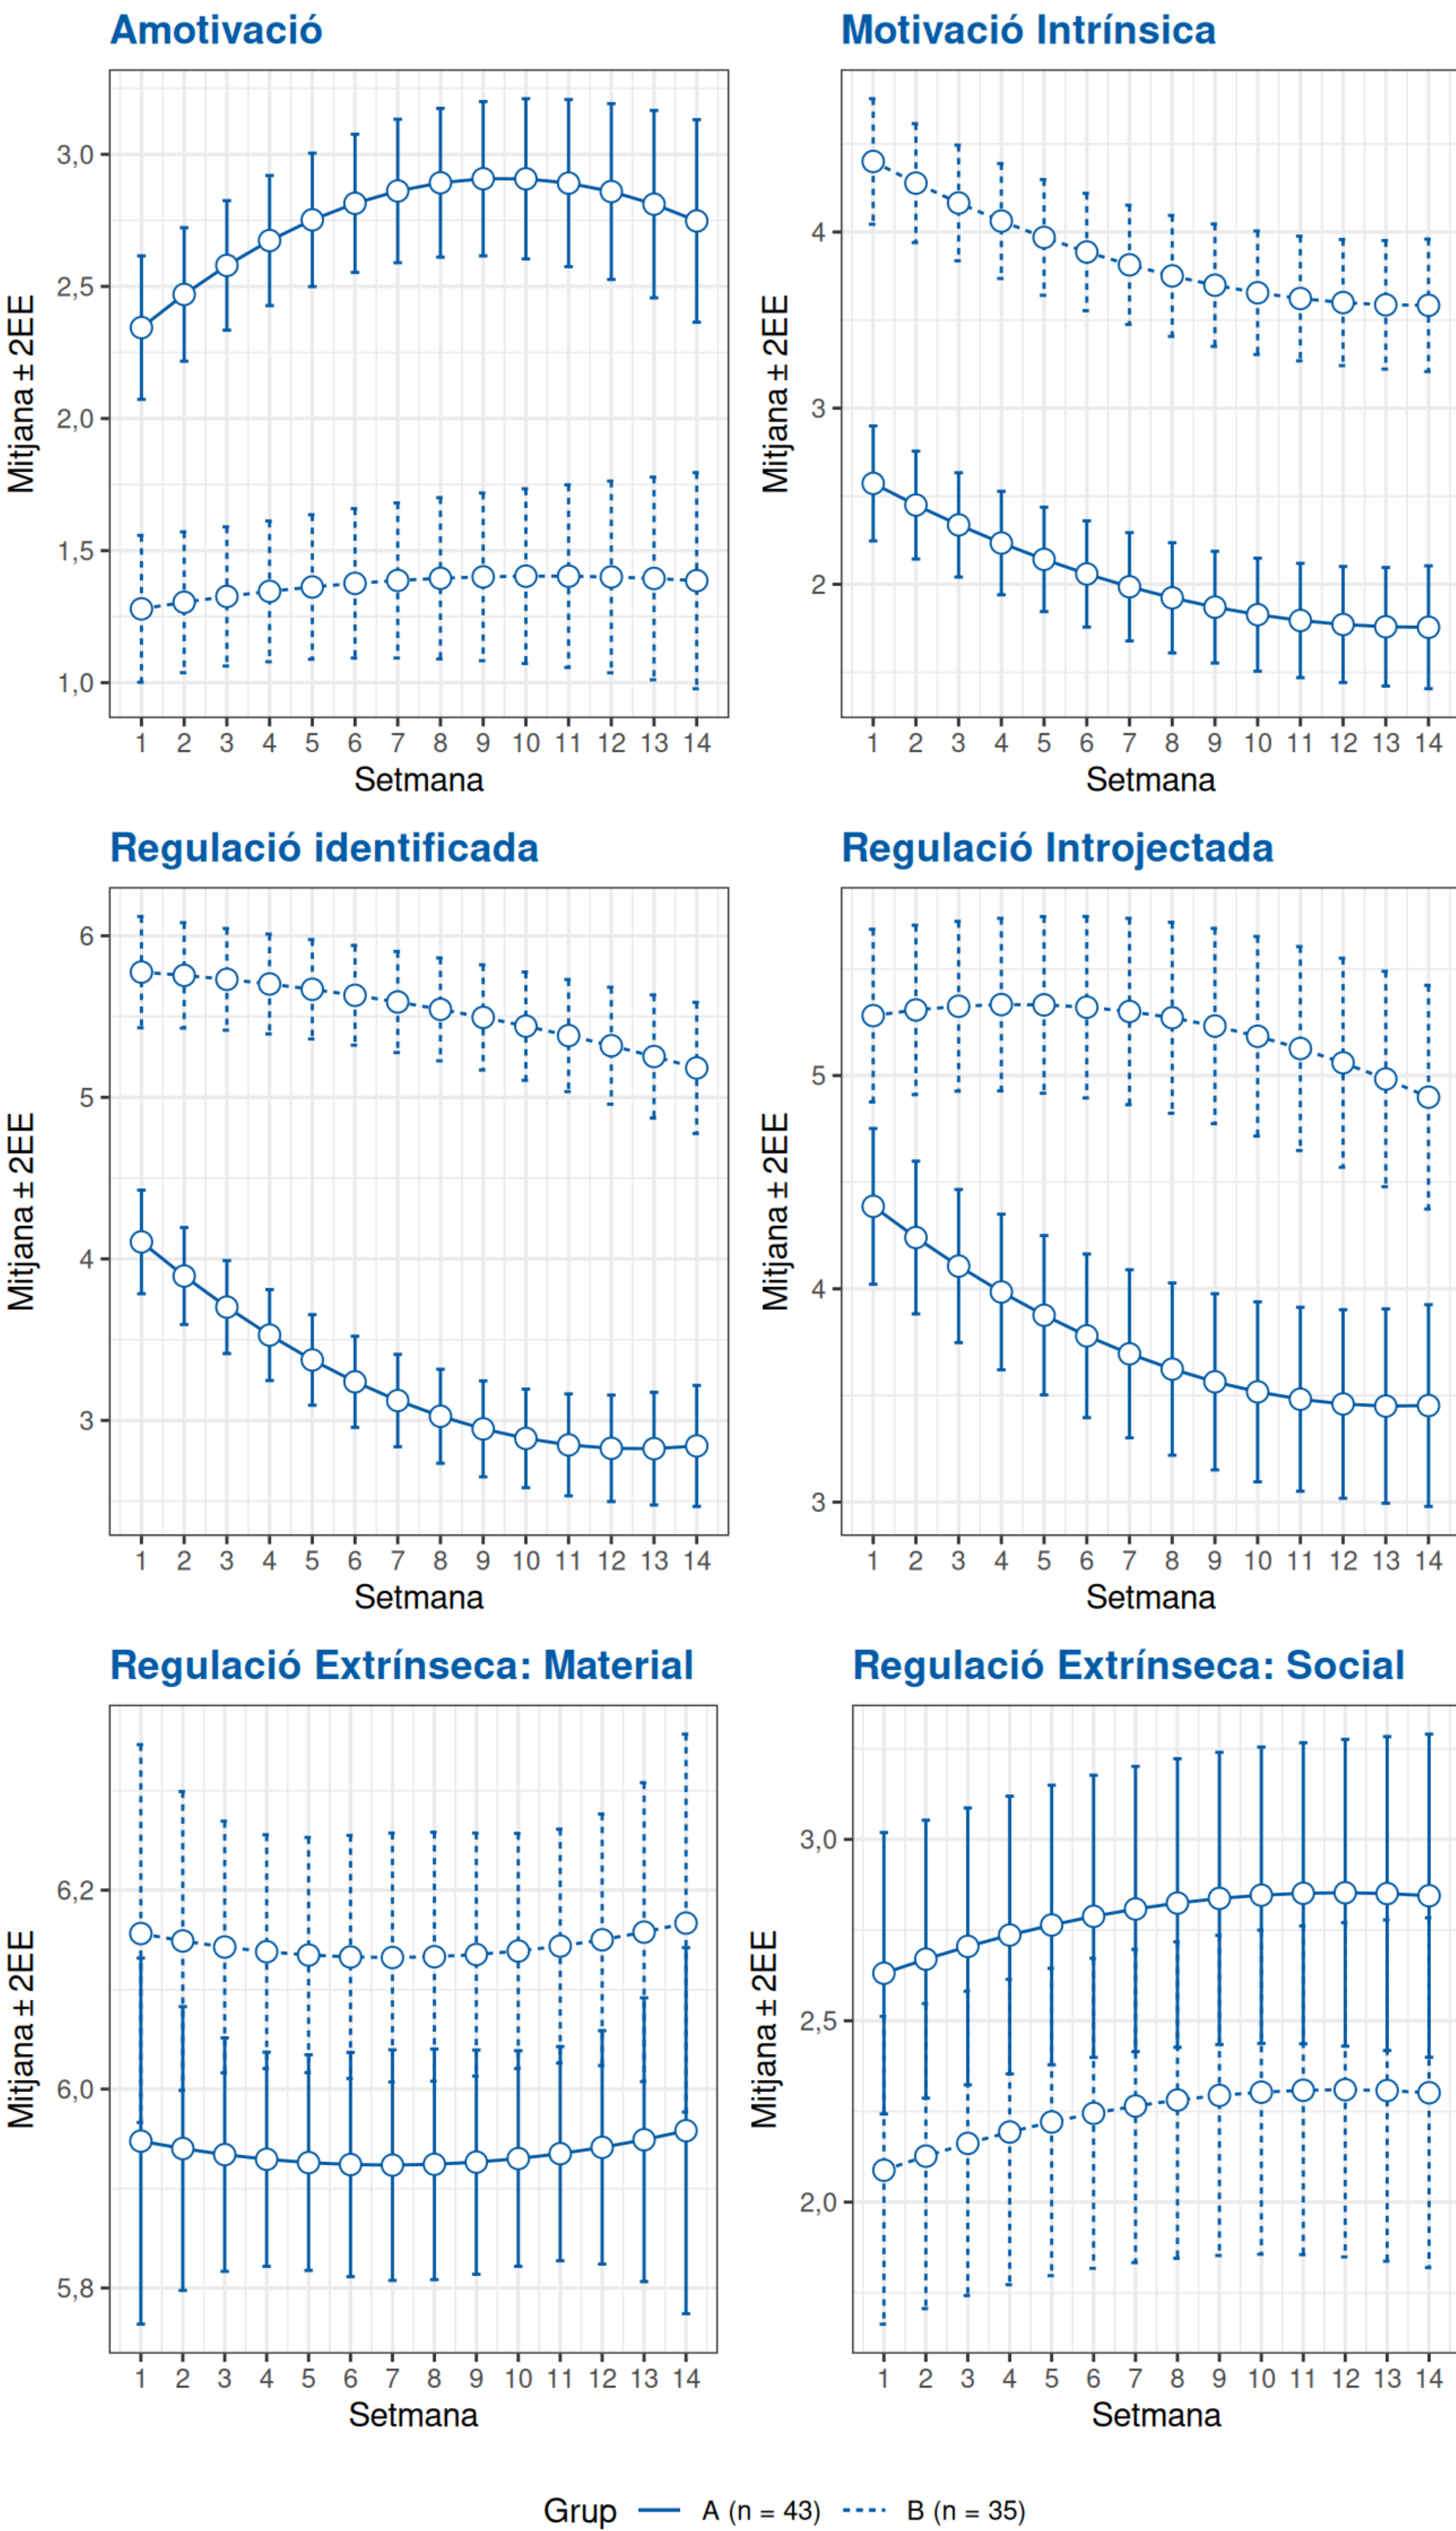 Amotivació
Motivació Intrínsica
Mitjana ± 2EE
3,0
2,5
2,0
1,5
1,0
1 2 3 4 5 6 7 8 9 10 11 12 13 14
Setmana
Mitjana ± 2EE
4
3
2
1 2 3 4 5 6 7 8 9 10 11 12 13 14
Setmana
Regulació identificada
Regulació Introjectada
Mitjana ± 2EE
6
5
4
3
1 2 3 4 5 6 7 8 9 10 11 12 13 14
Setmana
Mitjana ± 2EE
5
4
3
1 2 3 4 5 6 7 8 9 10 11 12 13 14
Setmana
Regulació Extrínseca: Material
Regulació Extrínseca: Social
Mitjana ± 2EE
6,2
6,0
5,8
1 2 3 4 5 6 7 8 9 10 11 12 13 14
Setmana
Mitjana ± 2EE
3,0
2,5
2,0
1 2 3 4 5 6 7 8 9 10 11 12 13 14
Setmana
Grup A (n = 43) B (n = 35)